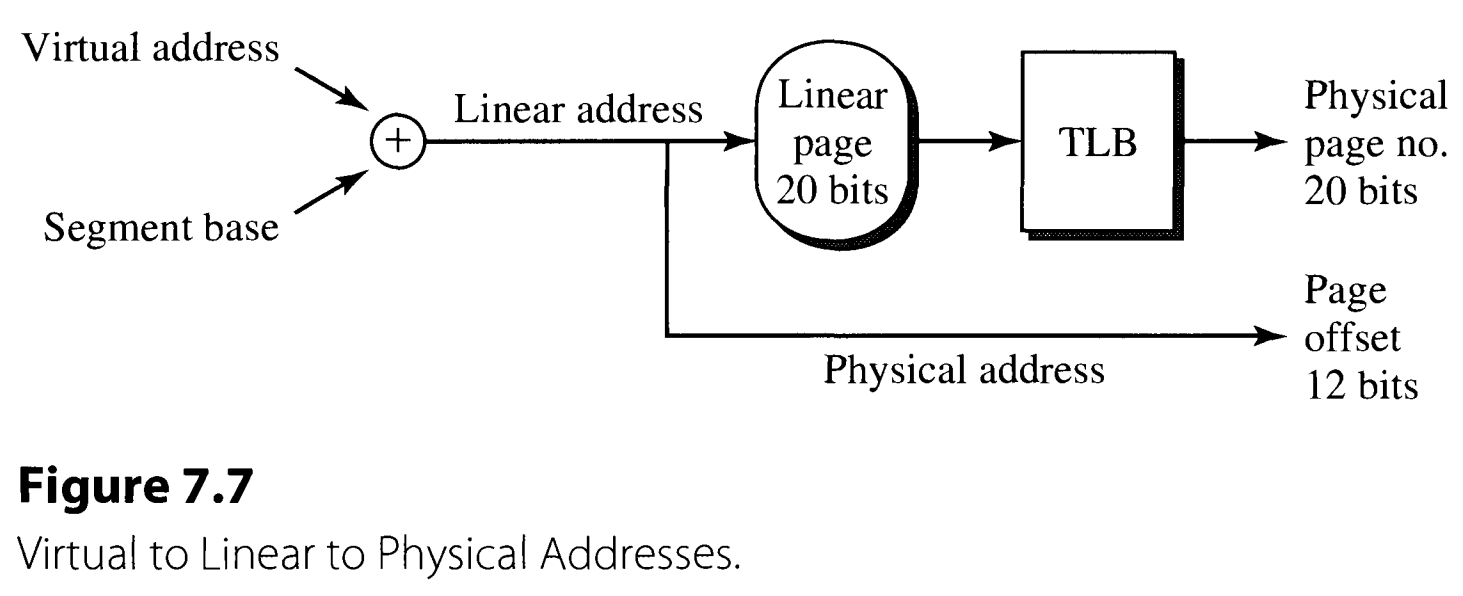 Virtual address
Segment base
+
Linear address
Linear
page
20 bits
TLB
Physical
page no.
20 bits
Page
offset
12 bits
Physical address
Figure 7.7
Virtual to Linear to Physical Addresses.